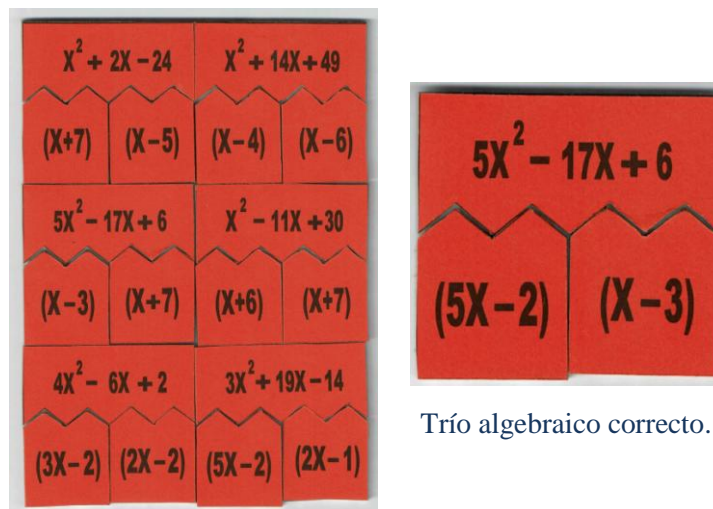 X² + 2X – 24 X² + 14X + 49
(X+7) (X–5) (X–4) (X–6)
5X² – 17X + 6 X² – 11X +30
(X–3) (X+7) (X+6) (X+7)
4X² – 6X + 2 3X² + 19X – 14
(3X–2) (2X–2) (5X–2) (2X–1)
5X² – 17X + 6
(5X–2) (X–3)
Trío algebraico correcto.